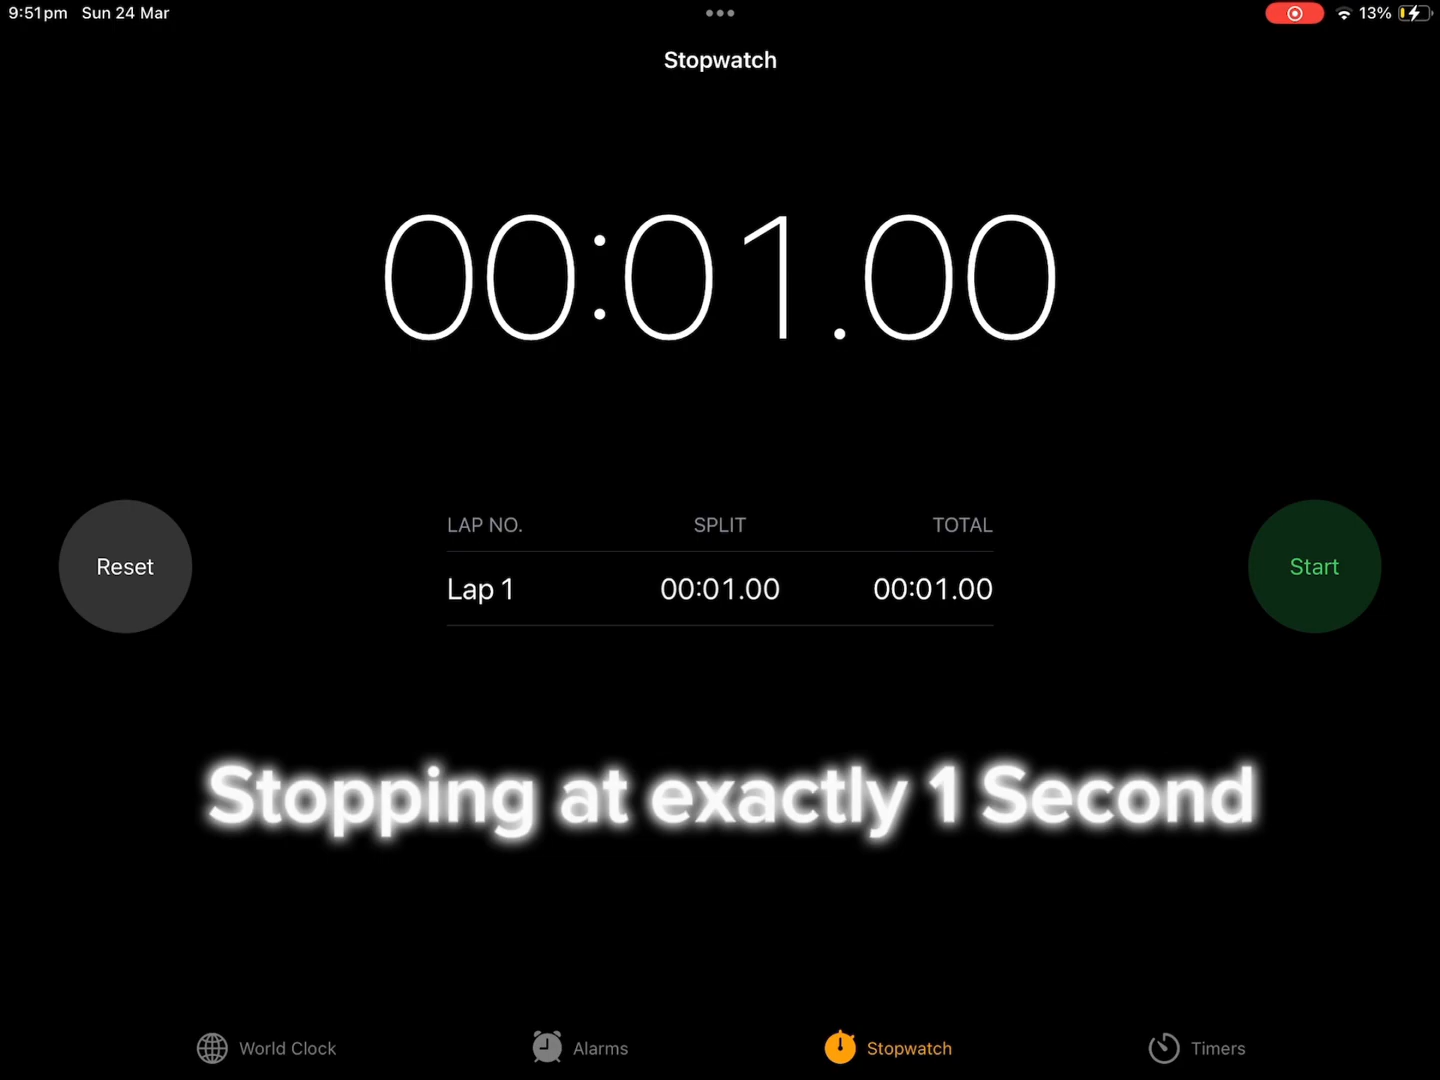 9:51pm Sun 24 Mar
13%
Stopwatch
00:01.00
LAP NO. SPLIT TOTAL
Reset
Start
Lap 1 00:01.00 00:01.00
Stopping at exactly 1 Second
World Clock Alarms Stopwatch Timers